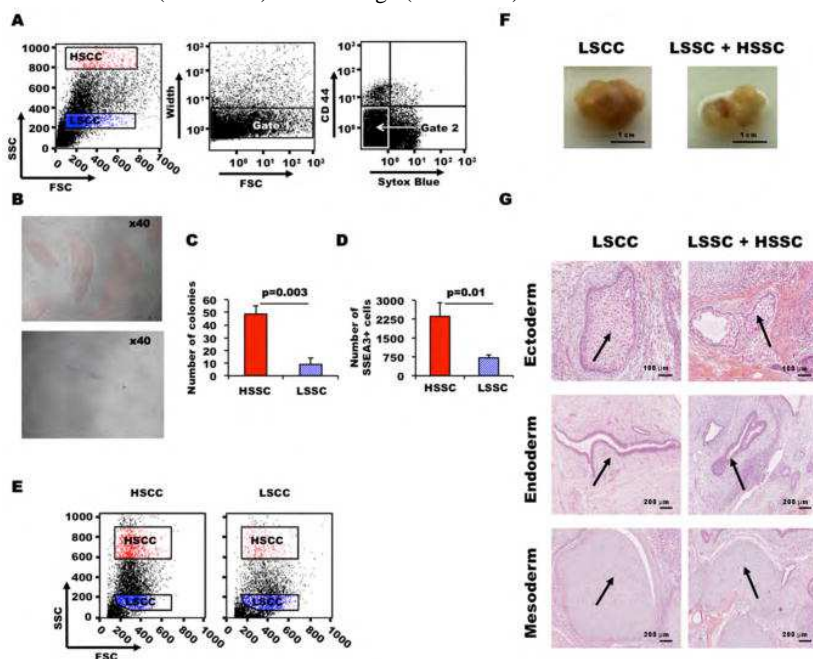 A
1000
800
600
400
200
0
HSCC
LSCC
SSC
200 400 600 800 1000
FSC
10³
10²
10¹
10⁰
Width
Gate 1
10⁰ 10¹ 10² 10³
FSC
10³
10¹
10⁰
CD 44
Gate 2
10⁰ 10¹ 10²
Sytox Blue
B
x40
x40
C
Number of colonies
60
50
40
30
20
10
0
p=0.003
HSSC LSSC
D
Number of
SSEA3+ cells
3000
2250
1500
750
0
p=0.01
HSSC LSSC
E
HSCC LSCC
1000
800
600
400
200
0
HSCC
LSCC
HSCC
LSCC
SSC
200 400 600 800 1000
200 400 600 800 1000
FSC
F
LSCC LSSC + HSSC
1 cm
1 cm
G
LSCC LSSC + HSSC
Ectoderm
100 µm
100 µm
Endoderm
200 µm
200 µm
Mesoderm
200 µm
200 µm